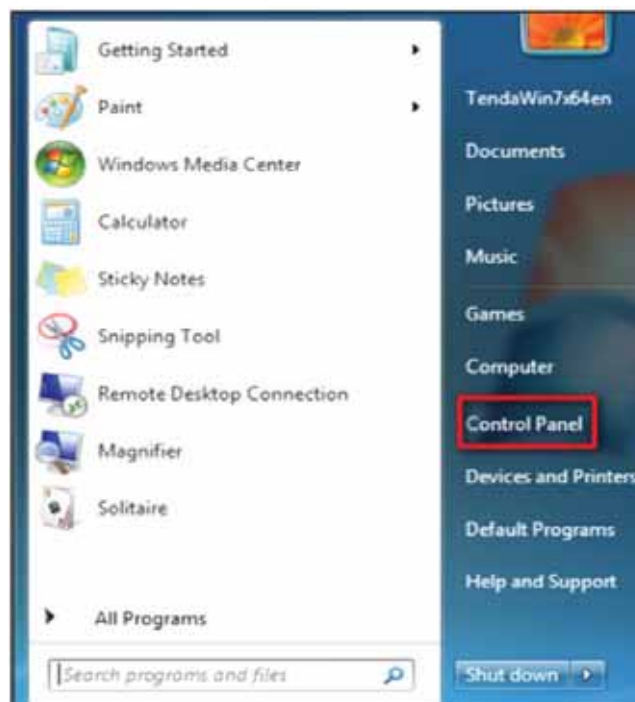 Getting Started
Paint
Windows Media Center
Calculator
Sticky Notes
Snipping Tool
Remote Desktop Connection
Magnifier
Solitaire
All Programs
Search programs and files
TendaWin7x64en
Documents
Pictures
Music
Games
Computer
Control Panel
Devices and Printers
Default Programs
Help and Support
Shut down